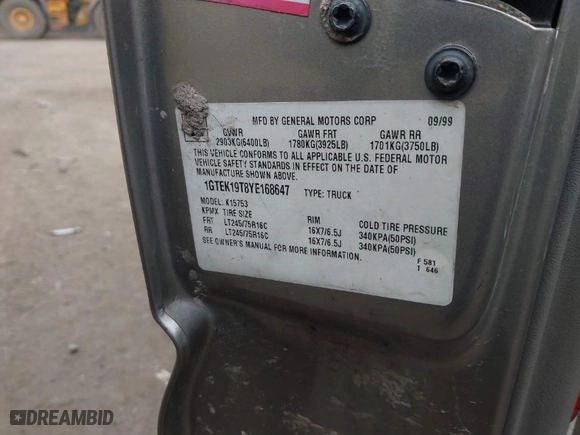 MFD BY GENERAL MOTORS CORP 09/99
GVWR GAWR FRT GAWR RR
2903KG(6400LB) 1780KG(3925LB) 1701KG(3750LB)
THIS VEHICLE CONFORMS TO ALL APPLICABLE U.S. FEDERAL MOTOR
VEHICLE SAFETY STANDARDS IN EFFECT ON THE DATE OF
MANUFACTURE SHOWN ABOVE.
1GTEK19T8YE168647 TYPE: TRUCK
MODEL: K15753
KPMX TIRE SIZE RIM COLD TIRE PRESSURE
FRT LT245/75R16C 16X7/6.5J 340KPA(50PSI)
RR LT245/75R16C 16X7/6.5J 340KPA(50PSI)
SEE OWNER'S MANUAL FOR MORE INFORMATION.
F 581
T 646
DREAMBID